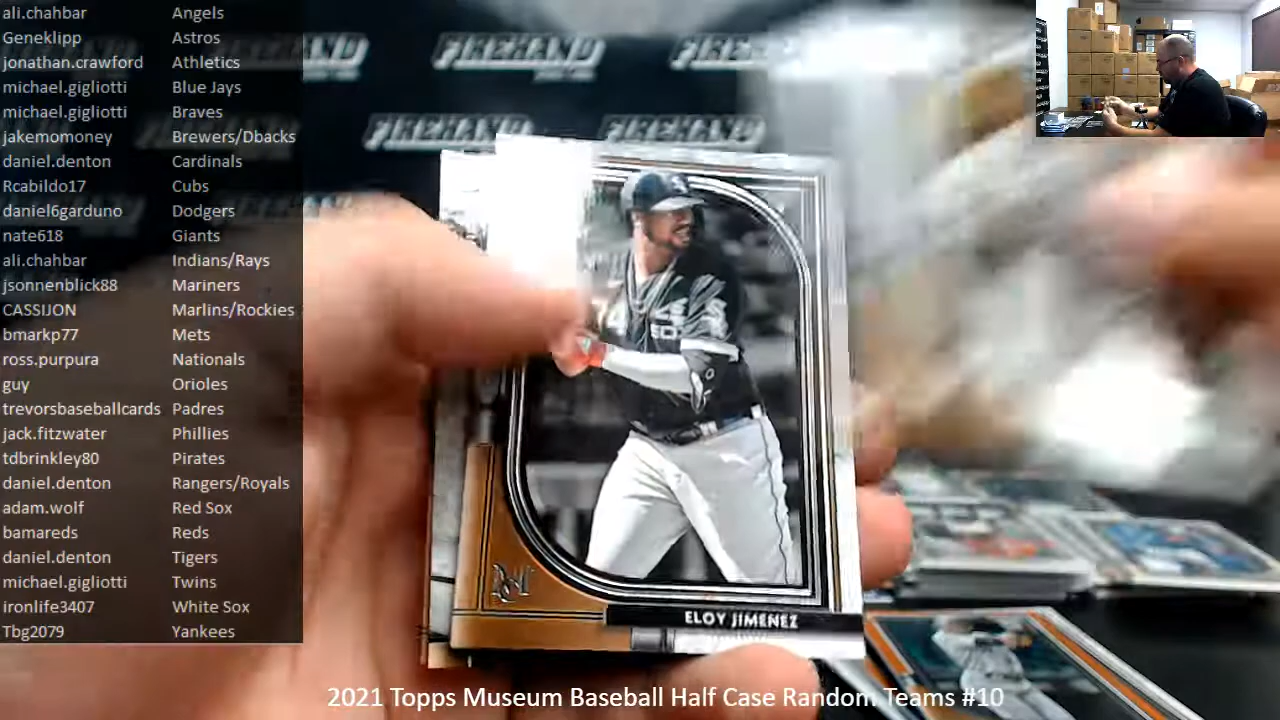 ali.chahbar Angels
Geneklipp Astros
jonathan.crawford Athletics
michael.gigliotti Blue Jays
michael.gigliotti Braves
jakemomoney Brewers/Dbacks
daniel.denton Cardinals
Rcabildo17 Cubs
daniel6garduno Dodgers
nate618 Giants
ali.chahbar Indians/Rays
jsonnenblick88 Mariners
CASSIJON Marlins/Rockies
bmarkp77 Mets
ross.purpura Nationals
guy Orioles
trevorsbaseballcards Padres
jack.fitzwater Phillies
tdbrinkley80 Pirates
daniel.denton Rangers/Royals
adam.wolf Red Sox
bamareds Reds
daniel.denton Tigers
michael.gigliotti Twins
ironlife3407 White Sox
Tbg2079 Yankees
FIREHAND FIREHAND
FIREHAND FIREHAND
ELOY JIMENEZ
2021 Topps Museum Baseball Half Case Random Teams #10